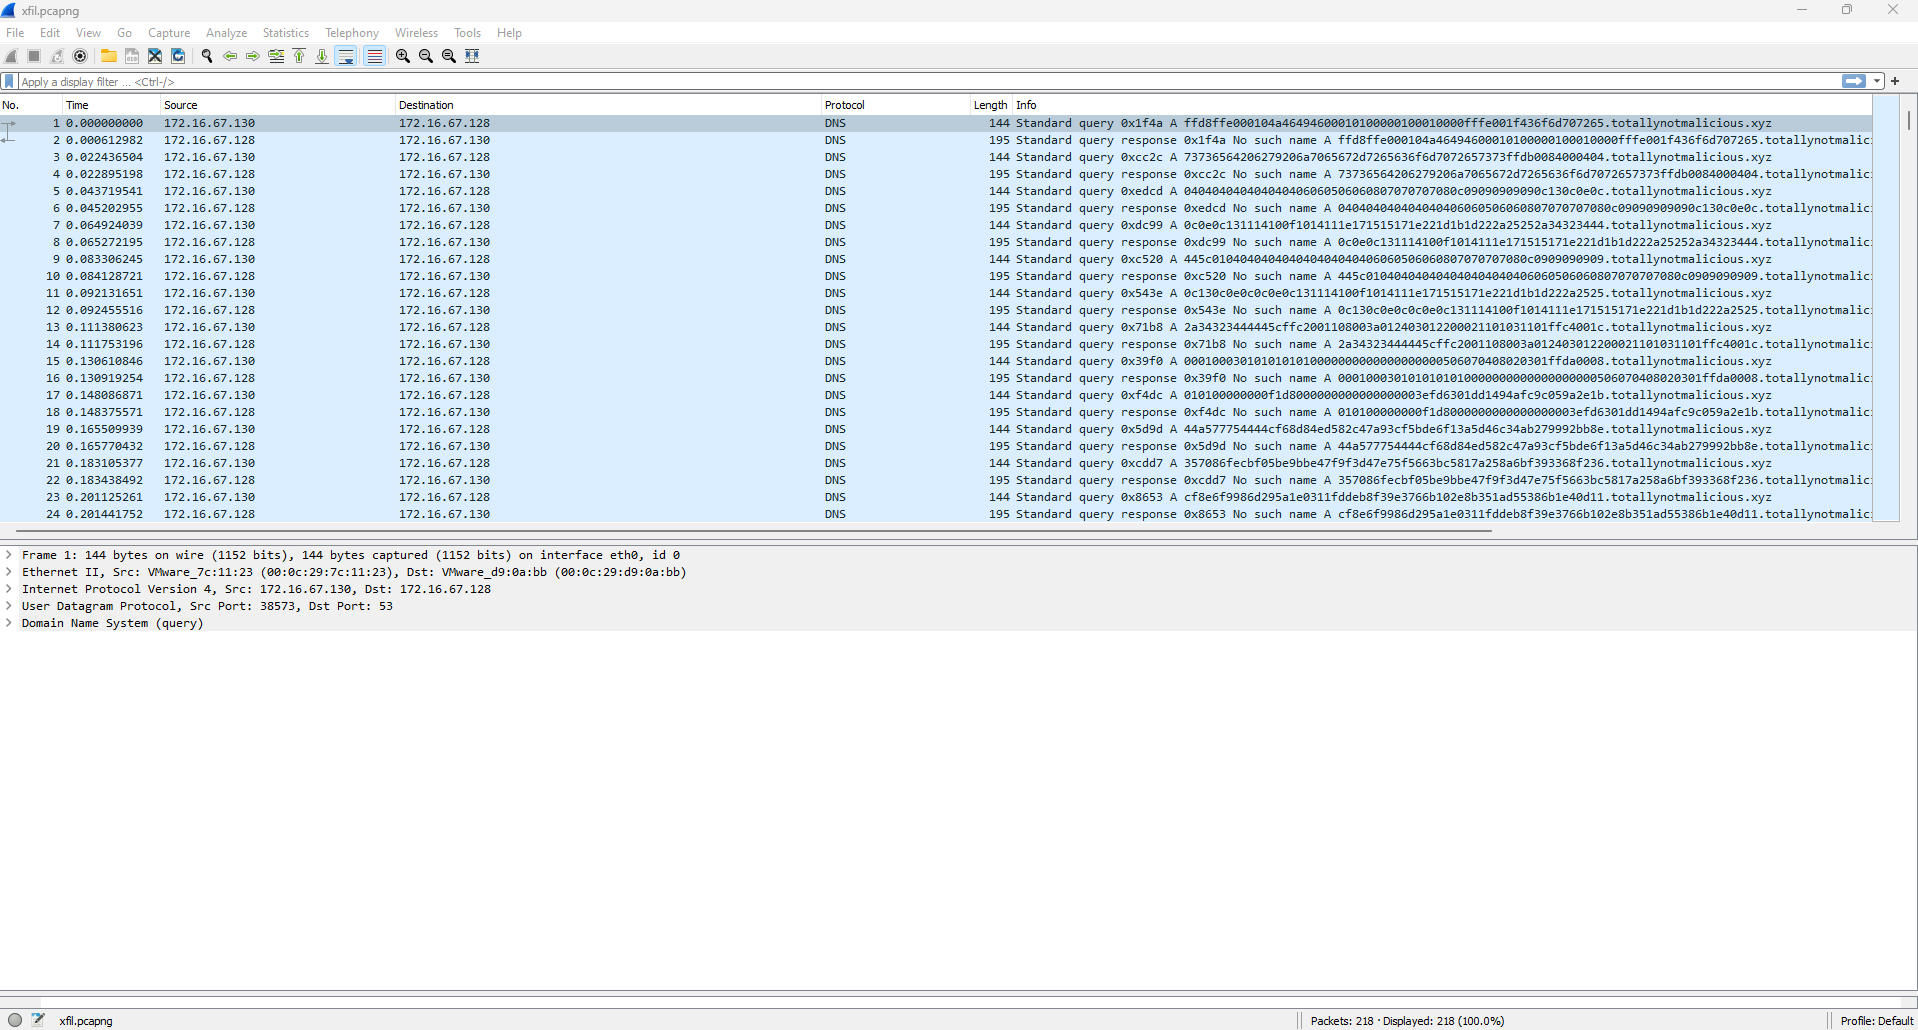 xfil.pcapng
File Edit View Go Capture Analyze Statistics Telephony Wireless Tools Help
Apply a display filter ... <Ctrl-/>
No. Time Source Destination Protocol Length Info
1 0.000000000 172.16.67.130 172.16.67.128 DNS 144 Standard query 0x1f4a A ffd8ffe000104a46494600010100000100010000fffe001f436f6d707265.totallynotmalicious.xyz
2 0.000612982 172.16.67.128 172.16.67.130 DNS 195 Standard query response 0x1f4a No such name A ffd8ffe000104a46494600010100000100010000fffe001f436f6d707265.totallynotmalic
3 0.022436504 172.16.67.130 172.16.67.128 DNS 144 Standard query 0xcc2c A 73736564206279206a7065672d7265636f6d7072657373ffdb0084000404.totallynotmalicious.xyz
4 0.022895198 172.16.67.128 172.16.67.130 DNS 195 Standard query response 0xcc2c No such name A 73736564206279206a7065672d7265636f6d7072657373ffdb0084000404.totallynotmalic
5 0.043719541 172.16.67.130 172.16.67.128 DNS 144 Standard query 0xedcd A 040404040404040406060506060807070707080c09090909090c130c0e0c.totallynotmalicious.xyz
6 0.045202955 172.16.67.128 172.16.67.130 DNS 195 Standard query response 0xedcd No such name A 040404040404040406060506060807070707080c09090909090c130c0e0c.totallynotmalic
7 0.064924039 172.16.67.130 172.16.67.128 DNS 144 Standard query 0xdc99 A 0c0e0c131114100f1014111e171515171e221d1b1d222a25252a34323444.totallynotmalicious.xyz
8 0.065272195 172.16.67.128 172.16.67.130 DNS 195 Standard query response 0xdc99 No such name A 0c0e0c131114100f1014111e171515171e221d1b1d222a25252a34323444.totallynotmalic
9 0.083306245 172.16.67.130 172.16.67.128 DNS 144 Standard query 0xc520 A 445c01040404040404040404040606050606080707070708 0c0909090909.totallynotmalicious.xyz
10 0.084128721 172.16.67.128 172.16.67.130 DNS 195 Standard query response 0xc520 No such name A 445c010404040404040404040406060506060807070707080c0909090909.totallynotmalic
11 0.092131651 172.16.67.130 172.16.67.128 DNS 144 Standard query 0x543e A 0c130c0e0c0c0e0c131114100f1014111e171515171e221d1b1d222a2525.totallynotmalicious.xyz
12 0.092455516 172.16.67.128 172.16.67.130 DNS 195 Standard query response 0x543e No such name A 0c130c0e0c0c0e0c131114100f1014111e171515171e221d1b1d222a2525.totallynotmalic
13 0.111380623 172.16.67.130 172.16.67.128 DNS 144 Standard query 0x71b8 A 2a34323444445cffc2001108003a012403012200021101031101ffc4001c.totallynotmalicious.xyz
14 0.111753196 172.16.67.128 172.16.67.130 DNS 195 Standard query response 0x71b8 No such name A 2a34323444445cffc2001108003a012403012200021101031101ffc4001c.totallynotmalic
15 0.130610846 172.16.67.130 172.16.67.128 DNS 144 Standard query 0x39f0 A 000100030101010101000000000000000000000506070408020301ffda0008.totallynotmalicious.xyz
16 0.130919254 172.16.67.128 172.16.67.130 DNS 195 Standard query response 0x39f0 No such name A 000100030101010101000000000000000000000506070408020301ffda0008.totallynotmalic
17 0.148086871 172.16.67.130 172.16.67.128 DNS 144 Standard query 0xf4dc A 010100000000f1d8000000000000000003efd6301dd1494afc9c059a2e1b.totallynotmalicious.xyz
18 0.148375571 172.16.67.128 172.16.67.130 DNS 195 Standard query response 0xf4dc No such name A 010100000000f1d8000000000000000003efd6301dd1494afc9c059a2e1b.totallynotmalic
19 0.165509939 172.16.67.130 172.16.67.128 DNS 144 Standard query 0x5d9d A 44a577754444cf68d84ed582c47a93cf5bde6f13a5d46c34ab279992bb8e.totallynotmalicious.xyz
20 0.165770432 172.16.67.128 172.16.67.130 DNS 195 Standard query response 0x5d9d No such name A 44a577754444cf68d84ed582c47a93cf5bde6f13a5d46c34ab279992bb8e.totallynotmalic
21 0.183105377 172.16.67.130 172.16.67.128 DNS 144 Standard query 0xcdd7 A 357086fecbf05be9bbe47f9f3d47e75f5663bc5817a258a6bf393368f236.totallynotmalicious.xyz
22 0.183438492 172.16.67.128 172.16.67.130 DNS 195 Standard query response 0xcdd7 No such name A 357086fecbf05be9bbe47f9f3d47e75f5663bc5817a258a6bf393368f236.totallynotmalic
23 0.201125261 172.16.67.130 172.16.67.128 DNS 144 Standard query 0x8653 A cf8e6f9986d295a1e0311fddeb8f39e3766b102e8b351ad55386b1e40d11.totallynotmalicious.xyz
24 0.201441752 172.16.67.128 172.16.67.130 DNS 195 Standard query response 0x8653 No such name A cf8e6f9986d295a1e0311fddeb8f39e3766b102e8b351ad55386b1e40d11.totallynotmalic
Frame 1: 144 bytes on wire (1152 bits), 144 bytes captured (1152 bits) on interface eth0, id 0
Ethernet II, Src: VMware_7c:11:23 (00:0c:29:7c:11:23), Dst: VMware_d9:0a:bb (00:0c:29:d9:0a:bb)
Internet Protocol Version 4, Src: 172.16.67.130, Dst: 172.16.67.128
User Datagram Protocol, Src Port: 38573, Dst Port: 53
Domain Name System (query)
xfil.pcapng
Packets: 218 · Displayed: 218 (100.0%)
Profile: Default